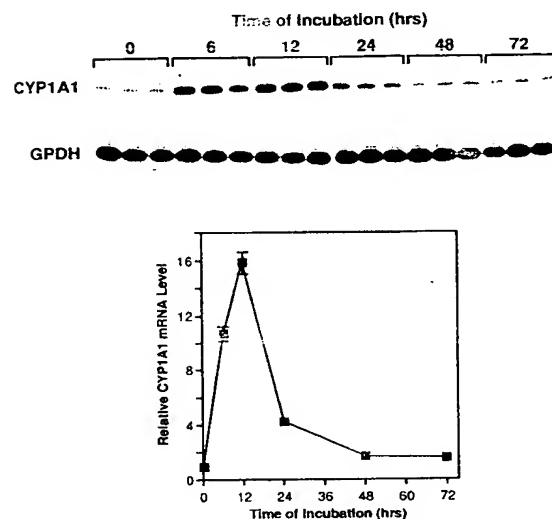 Time of Incubation (hrs)
0 6 12 24 48 72
CYP1A1
GPDH
Relative CYP1A1 mRNA Level
16
12
8
4
0
0 12 24 36 48 60 72
Time of Incubation (hrs)